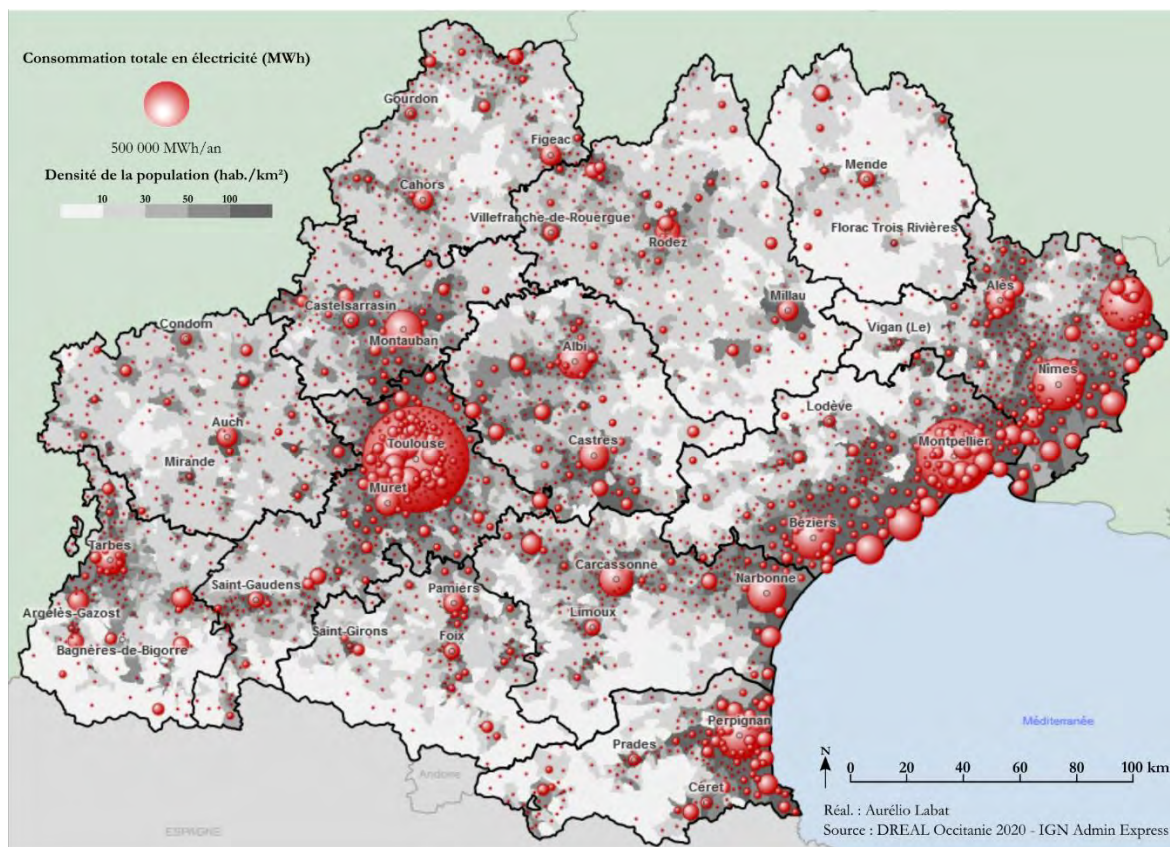 Consommation totale en électricité (MWh)
500 000 MWh/an
Densité de la population (hab./km²)
10 30 50 100
Gourdon
Figeac
Cahors
Mende
Villefranche-de-Rouergue
Florac Trois Rivières
Rodez
Castelsarrasin
Millau
Alès
Condom
Montauban
Vigan (Le)
Albi
Nîmes
Lodève
Auch
Toulouse
Castres
Montpellier
Mirande
Muret
Béziers
Tarbes
Carcassonne
Narbonne
Saint-Gaudens
Pamiers
Argelès-Gazost
Limoux
Saint-Girons
Foix
Bagnères-de-Bigorre
Perpignan
Méditerranée
Prades
N
Andorre
Céret
0 20 40 60 80 100 km
Réal. : Aurélio Labat
ESPAGNE
Source : DREAL Occitanie 2020 - IGN Admin Express